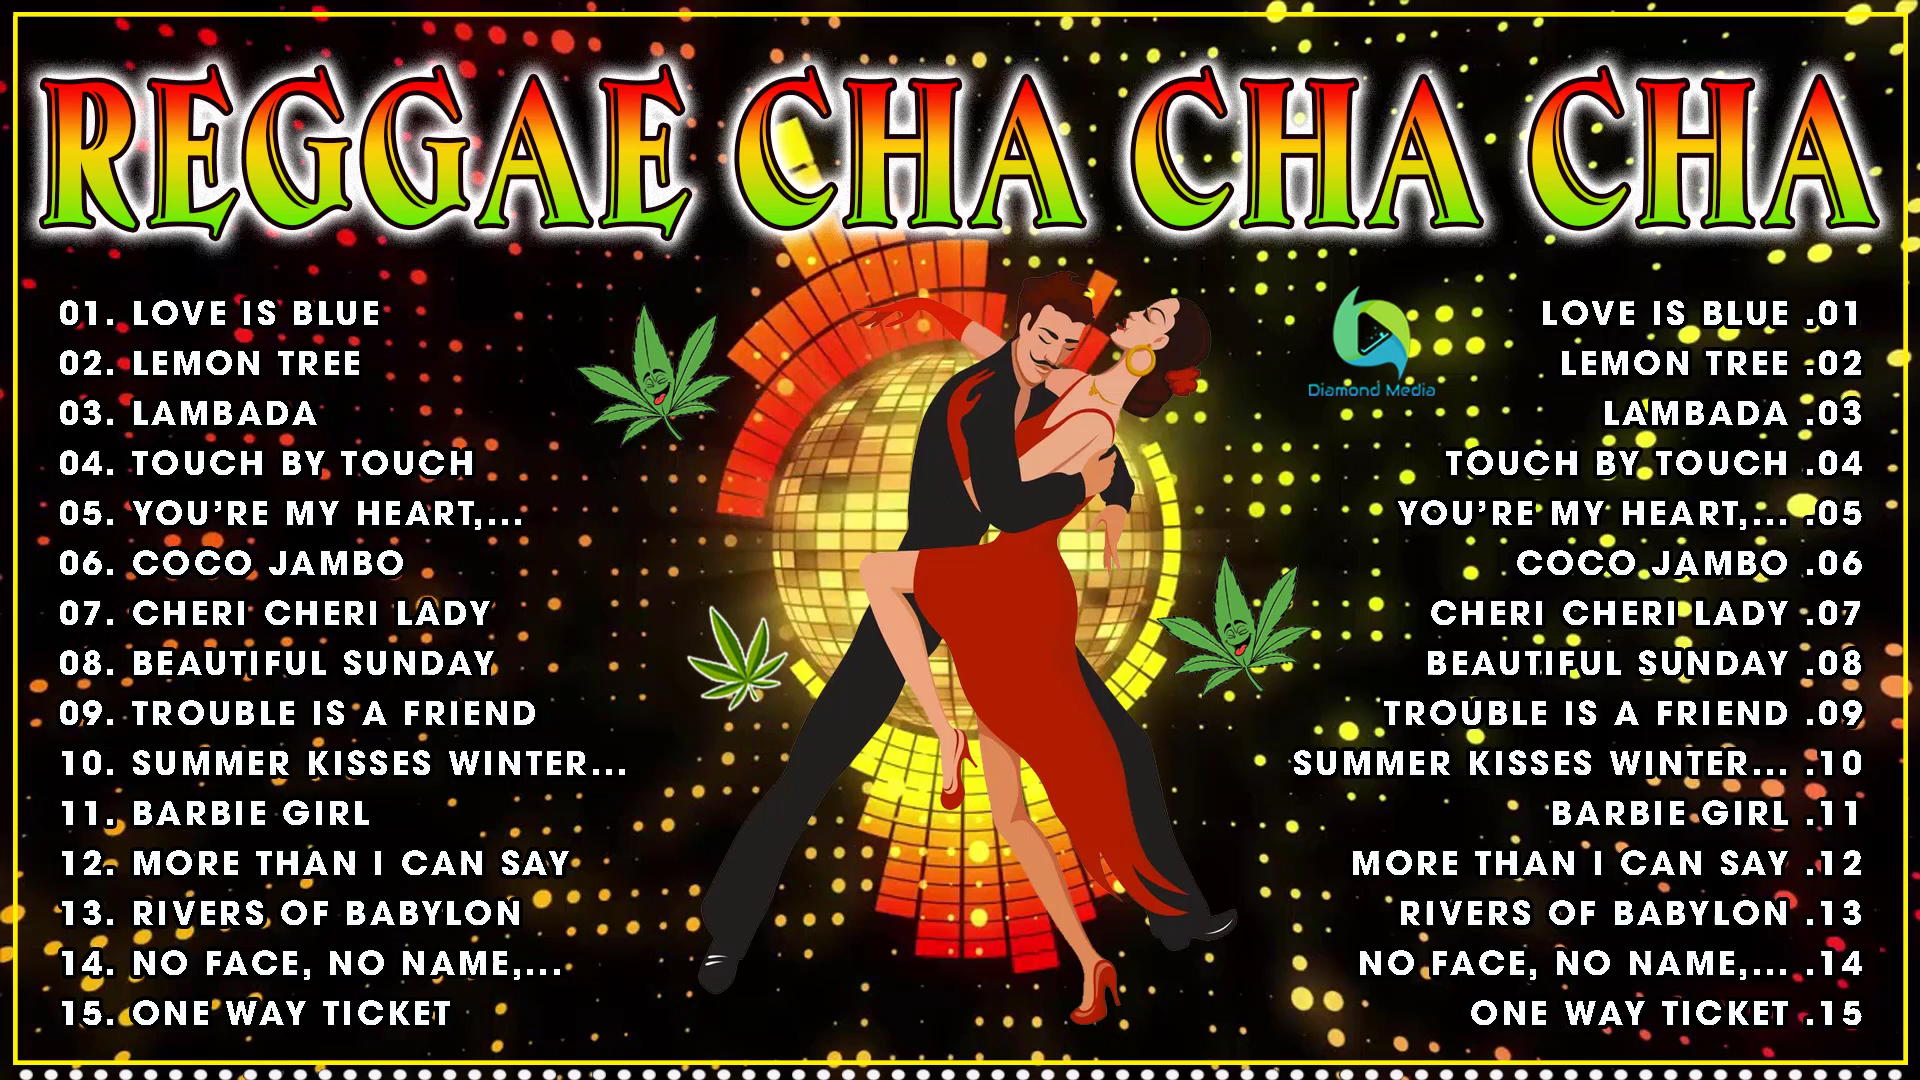 REGGAE CHA CHA CHA
01. LOVE IS BLUE
02. LEMON TREE
03. LAMBADA
04. TOUCH BY TOUCH
05. YOU’RE MY HEART,...
06. COCO JAMBO
07. CHERI CHERI LADY
08. BEAUTIFUL SUNDAY
09. TROUBLE IS A FRIEND
10. SUMMER KISSES WINTER...
11. BARBIE GIRL
12. MORE THAN I CAN SAY
13. RIVERS OF BABYLON
14. NO FACE, NO NAME,...
15. ONE WAY TICKET
Diamond Media
LOVE IS BLUE .01
LEMON TREE .02
LAMBADA .03
TOUCH BY TOUCH .04
YOU’RE MY HEART,... .05
COCO JAMBO .06
CHERI CHERI LADY .07
BEAUTIFUL SUNDAY .08
TROUBLE IS A FRIEND .09
SUMMER KISSES WINTER... .10
BARBIE GIRL .11
MORE THAN I CAN SAY .12
RIVERS OF BABYLON .13
NO FACE, NO NAME,... .14
ONE WAY TICKET .15